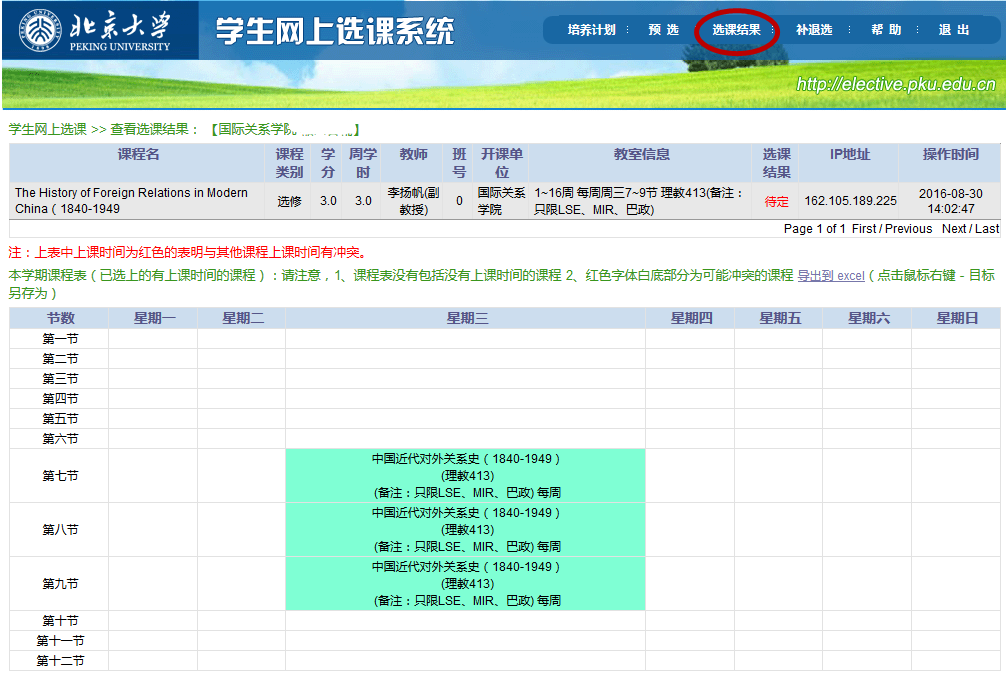 北京大学
PEKING UNIVERSITY
学生网上选课系统
培养计划 ⋮ 预 选 选课结果 ⋮ 补退选 ⋮ 帮 助 ⋮ 退 出
http://elective.pku.edu.cn
学生网上选课 >> 查看选课结果： 【国际关系学院 】
课程名 课程类别 学分 周学时 教师 班号 开课单位 教室信息 选课结果 IP地址 操作时间
The History of Foreign Relations in Modern China（1840-1949 选修 3.0 3.0 李扬帆(副教授) 0 国际关系学院 1~16周 每周周三7~9节 理教413(备注：只限LSE、MIR、巴政) 待定 162.105.189.225 2016-08-30 14:02:47
Page 1 of 1 First / Previous Next / Last
注：上表中上课时间为红色的表明与其他课程上课时间有冲突。
本学期课程表（已选上的有上课时间的课程）：请注意，1、课程表没有包括没有上课时间的课程 2、红色字体白底部分为可能冲突的课程 导出到 excel（点击鼠标右键－目标
另存为）
节数 星期一 星期二 星期三 星期四 星期五 星期六 星期日
第一节
第二节
第三节
第四节
第五节
第六节
第七节
中国近代对外关系史（1840-1949）
(理教413)
(备注：只限LSE、MIR、巴政) 每周
第八节
中国近代对外关系史（1840-1949）
(理教413)
(备注：只限LSE、MIR、巴政) 每周
第九节
中国近代对外关系史（1840-1949）
(理教413)
(备注：只限LSE、MIR、巴政) 每周
第十节
第十一节
第十二节